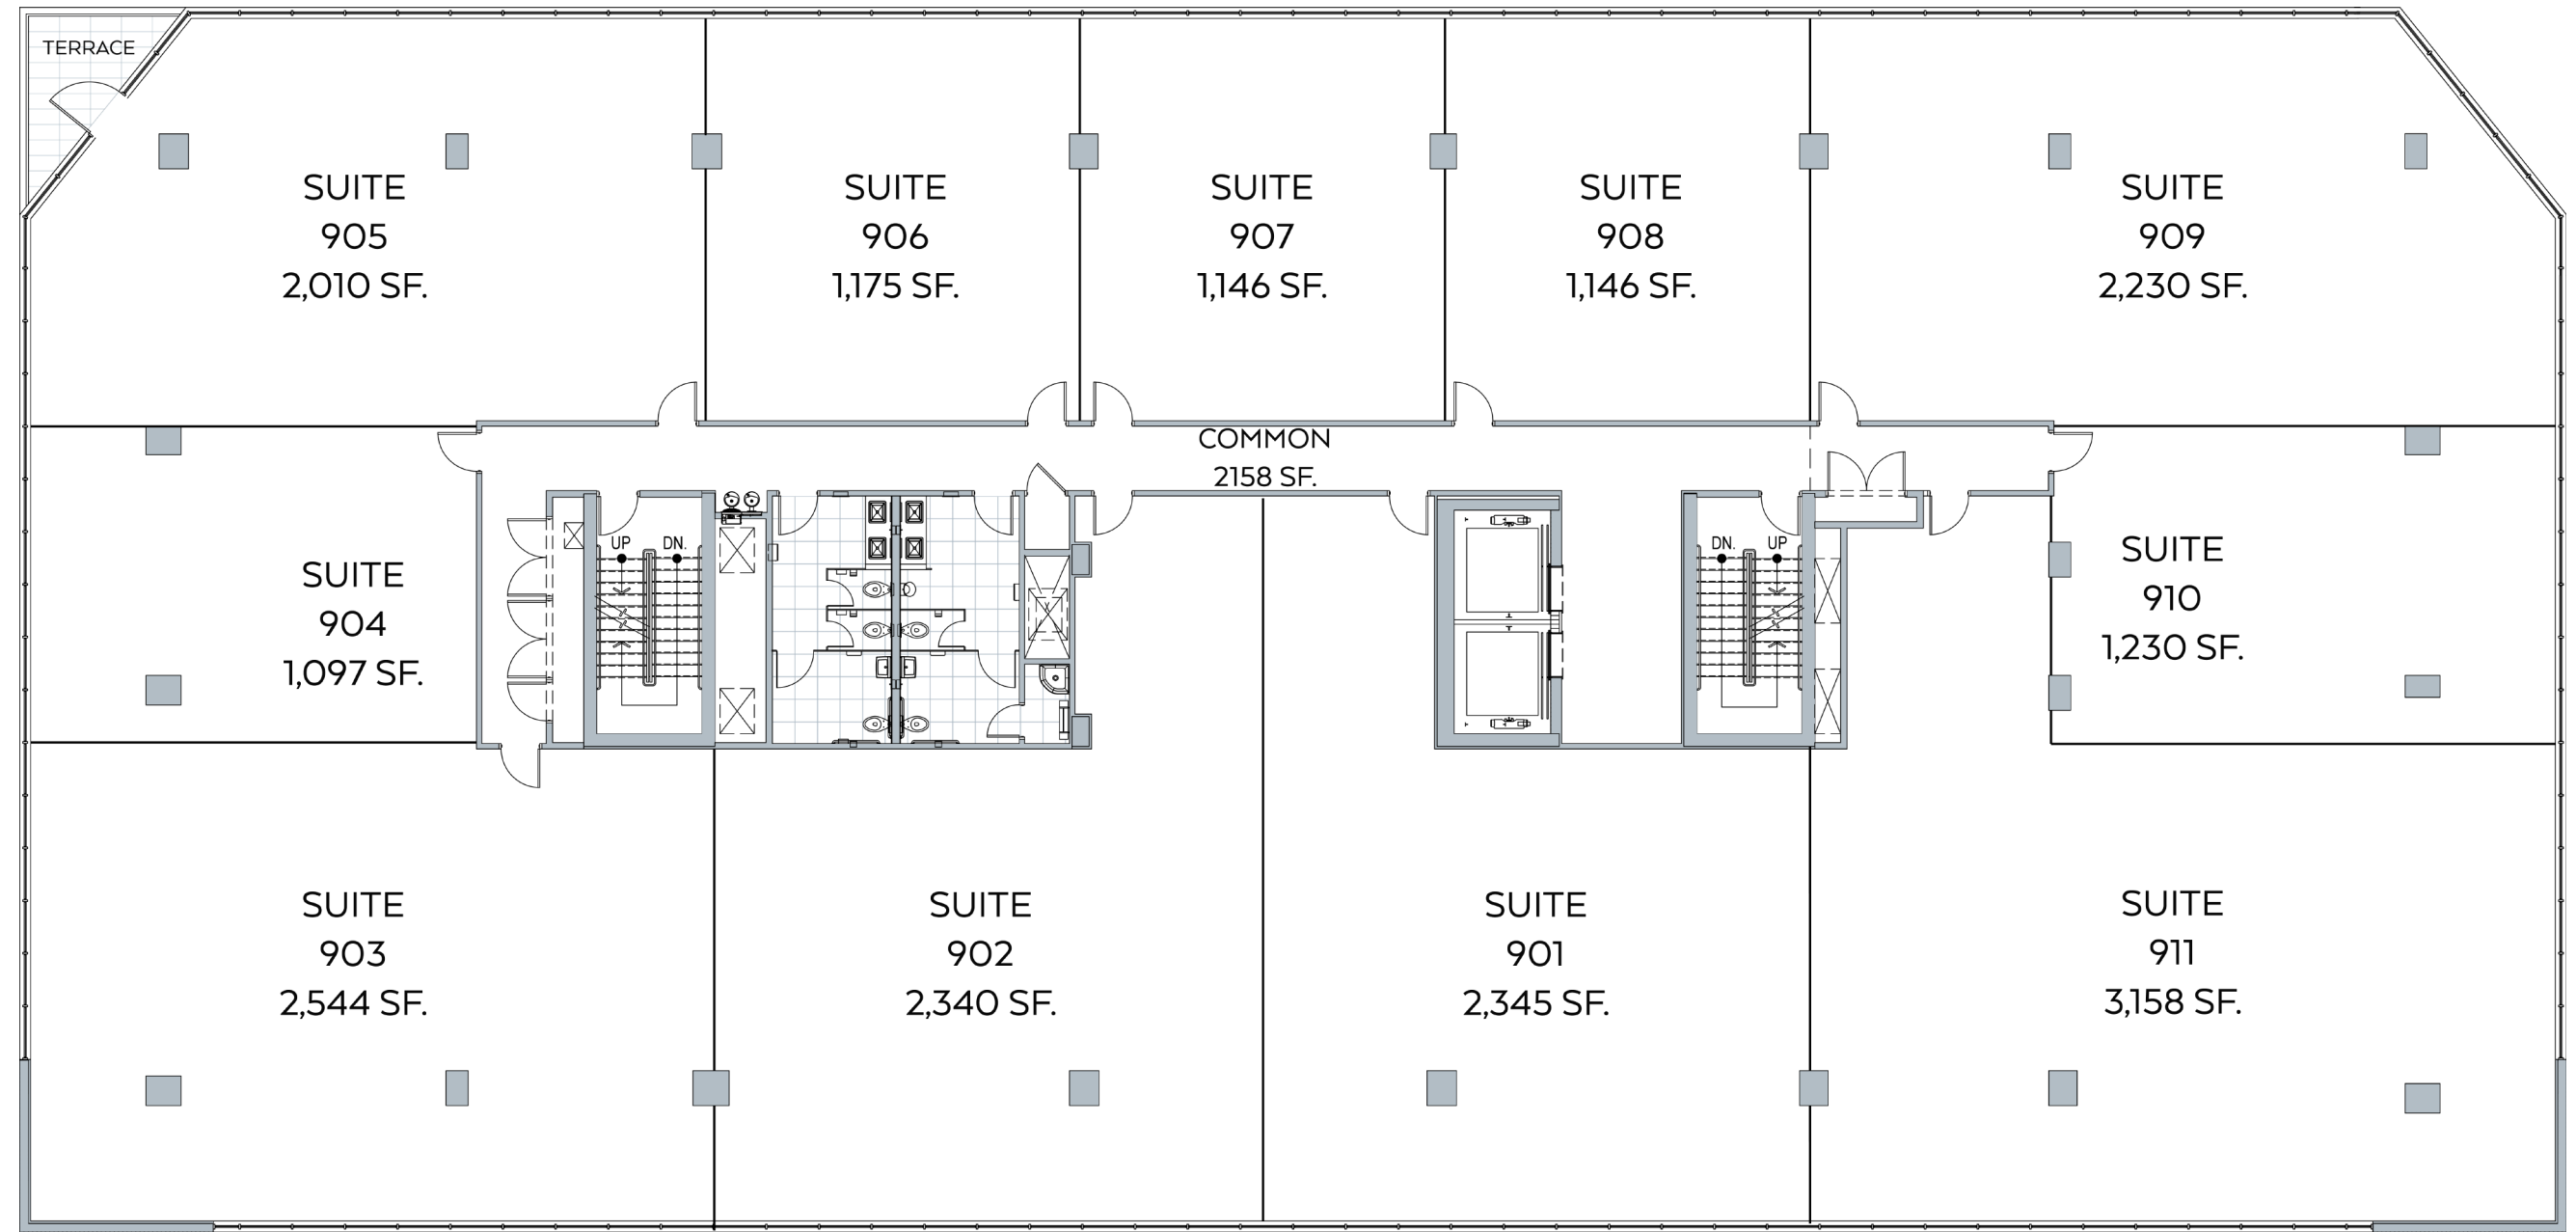 TERRACE
SUITE
905
2,010 SF.
SUITE
906
1,175 SF.
SUITE
907
1,146 SF.
SUITE
908
1,146 SF.
SUITE
909
2,230 SF.
COMMON
2158 SF.
SUITE
904
1,097 SF.
UP
DN.
DN.
UP
SUITE
910
1,230 SF.
SUITE
903
2,544 SF.
SUITE
902
2,340 SF.
SUITE
901
2,345 SF.
SUITE
911
3,158 SF.